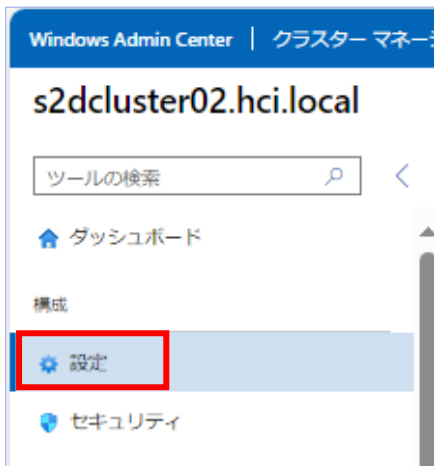 Windows Admin Center | クラスター マネー
s2dcluster02.hci.local
ツールの検索
ダッシュボード
構成
設定
セキュリティ